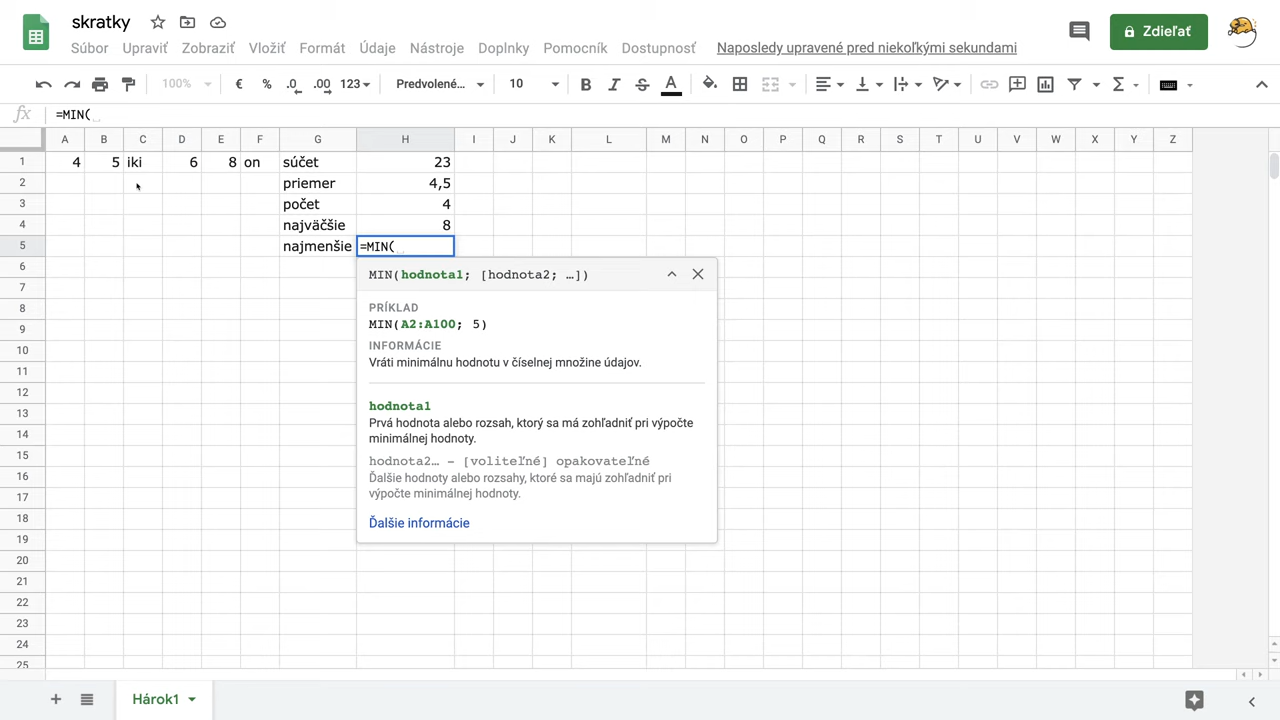 skratky
Súbor Upraviť Zobraziť Vložiť Formát Údaje Nástroje Doplnky Pomocník Dostupnosť Naposledy upravené pred niekoľkými sekundami
Zdieľať
100% € % .0 .00 123 Predvolené... 10 B I S A Σ
fx =MIN(
A B C D E F G H I J K L M N O P Q R S T U V W X Y Z
1 4 5 iki 6 8 on súčet 23
2 priemer 4,5
3 počet 4
4 najväčšie 8
5 najmenšie =MIN(
6
MIN(hodnota1; [hodnota2; …])
7
8 PRÍKLAD
MIN(A2:A100; 5)
9
INFORMÁCIE
10
Vráti minimálnu hodnotu v číselnej množine údajov.
11
12
hodnota1
13
Prvá hodnota alebo rozsah, ktorý sa má zohľadniť pri výpočte
14 minimálnej hodnoty.
15
hodnota2… – [voliteľné] opakovateľné
16 Ďalšie hodnoty alebo rozsahy, ktoré sa majú zohľadniť pri
výpočte minimálnej hodnoty.
17
18 Ďalšie informácie
19
20
21
22
23
24
25
+ Hárok1